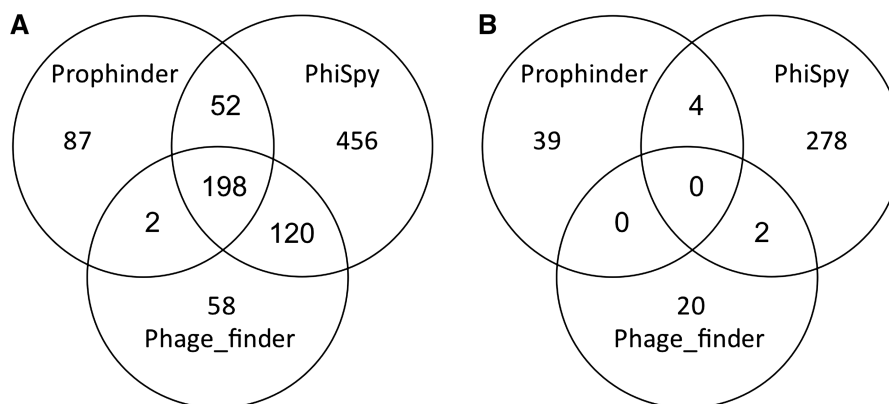 A
Prophinder
PhiSpy
52
87
456
198
2
120
58
Phage_finder
B
Prophinder
PhiSpy
4
39
278
0
0
2
20
Phage_finder